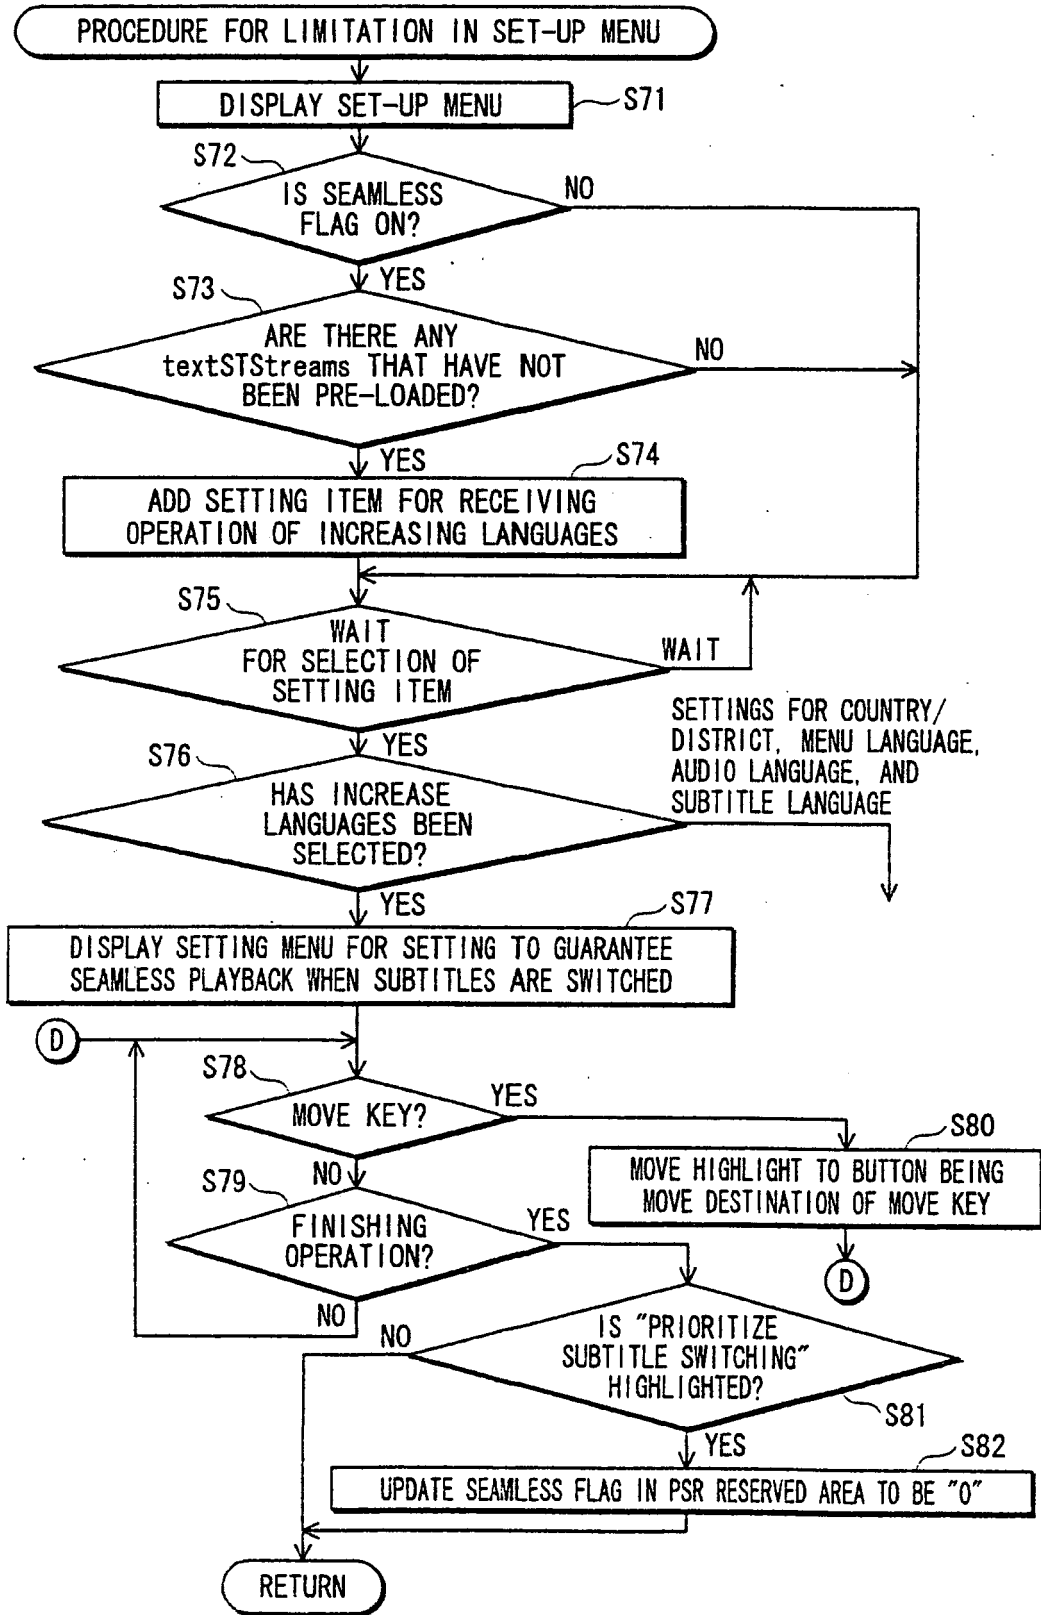 PROCEDURE FOR LIMITATION IN SET-UP MENU
DISPLAY SET-UP MENU
S71
S72
IS SEAMLESS
FLAG ON?
NO
YES
S73
ARE THERE ANY
textSTStreams THAT HAVE NOT
BEEN PRE-LOADED?
NO
YES
S74
ADD SETTING ITEM FOR RECEIVING
OPERATION OF INCREASING LANGUAGES
S75
WAIT
FOR SELECTION OF
SETTING ITEM
WAIT
YES
SETTINGS FOR COUNTRY/
DISTRICT, MENU LANGUAGE,
AUDIO LANGUAGE, AND
SUBTITLE LANGUAGE
S76
HAS INCREASE
LANGUAGES BEEN
SELECTED?
YES
S77
DISPLAY SETTING MENU FOR SETTING TO GUARANTEE
SEAMLESS PLAYBACK WHEN SUBTITLES ARE SWITCHED
D
S78
MOVE KEY?
YES
NO
S80
MOVE HIGHLIGHT TO BUTTON BEING
MOVE DESTINATION OF MOVE KEY
D
S79
FINISHING
OPERATION?
YES
NO
IS "PRIORITIZE
SUBTITLE SWITCHING"
HIGHLIGHTED?
NO
S81
YES
S82
UPDATE SEAMLESS FLAG IN PSR RESERVED AREA TO BE "0"
RETURN